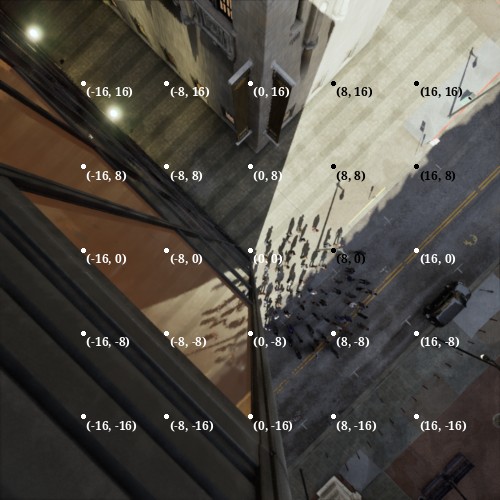 (-16, 16) (-8, 16) (0, 16) (8, 16) (16, 16)
(-16, 8) (-8, 8) (0, 8) (8, 8) (16, 8)
(-16, 0) (-8, 0) (0, 0) (8, 0) (16, 0)
(-16, -8) (-8, -8) (0, -8) (8, -8) (16, -8)
(-16, -16) (-8, -16) (0, -16) (8, -16) (16, -16)